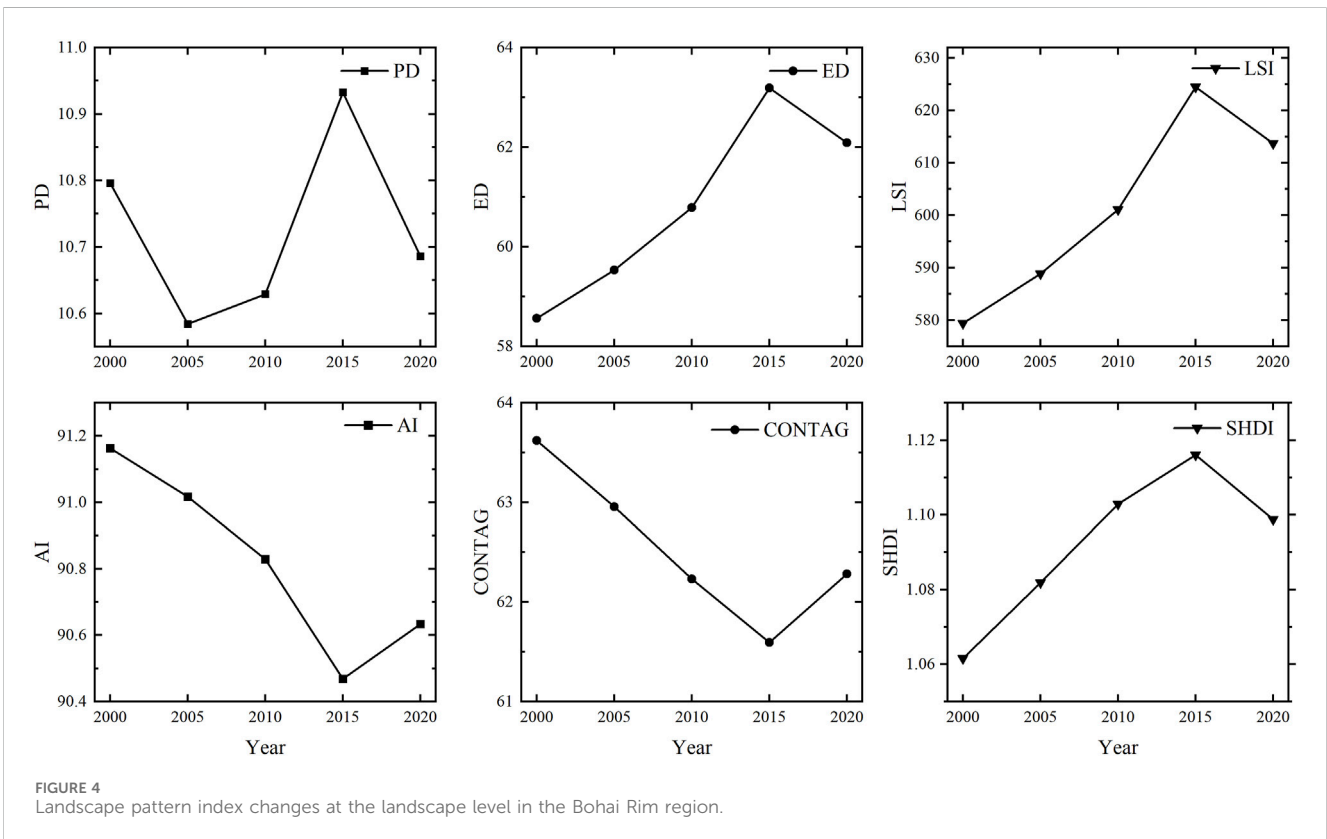 11.0
10.9
10.8
10.7
10.6
PD
PD
2000 2005 2010 2015 2020
64
62
60
58
ED
ED
2000 2005 2010 2015 2020
630
620
610
600
590
580
LSI
LSI
2000 2005 2010 2015 2020
91.2
91.0
90.8
90.6
90.4
AI
AI
2000 2005 2010 2015 2020
Year
64
63
62
61
CONTAG
CONTAG
2000 2005 2010 2015 2020
Year
1.12
1.10
1.08
1.06
SHDI
SHDI
2000 2005 2010 2015 2020
Year
FIGURE 4
Landscape pattern index changes at the landscape level in the Bohai Rim region.